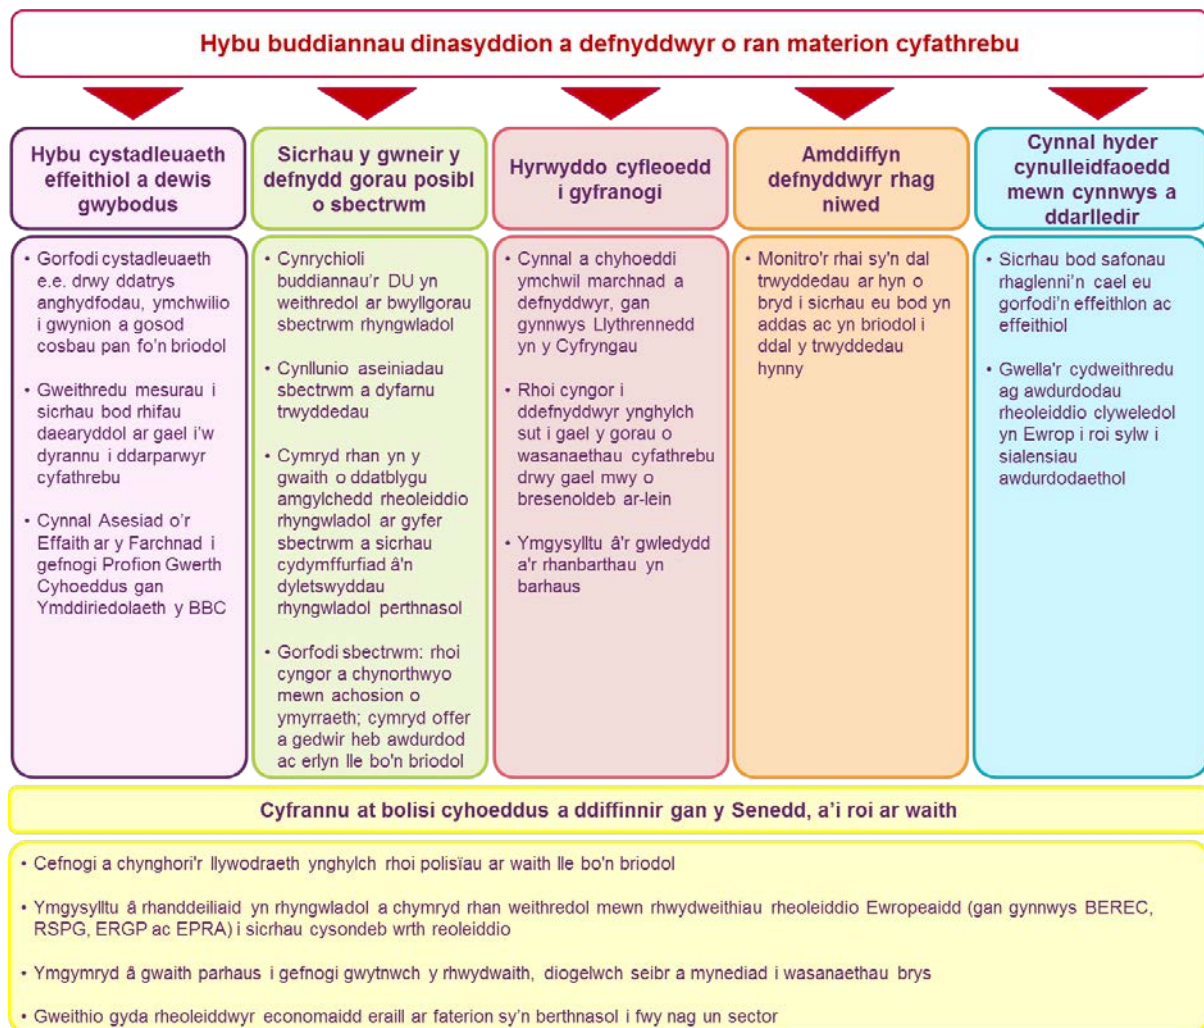 Hybu buddiannau dinasyddion a defnyddwyr o ran materion cyfathrebu
Hybu cystadleuaeth
effeithiol a dewis
gwybodus
• Gorfodi cystadleuaeth
e.e. drwy ddatrys
anghydfodau, ymchwilio
i gwynion a gosod
cosbau pan fo'n briodol
• Gweithredu mesurau i
sicrhau bod rhifau
daearyddol ar gael i'w
dyrannu i ddarparwyr
cyfathrebu
• Cynnal Asesiad o'r
Effaith ar y Farchnad i
gefnogi Profion Gwerth
Cyhoeddus gan
Ymddiriedolaeth y BBC
Sicrhau y gwneir y
defnydd gorau posibl
o sbectrwm
• Cynrychioli
buddiannau'r DU yn
weithredol ar bwyllgorau
sbectrwm rhyngwladol
• Cynllunio aseiniadau
sbectrwm a dyfarnu
trwyddedau
• Cymryd rhan yn y
gwaith o ddatblygu
amgylchedd rheoleiddio
rhyngwladol ar gyfer
sbectrwm a sicrhau
cydymffurfiad â'n
dyletswyddau
rhyngwladol perthnasol
• Gorfodi sbectrwm: rhoi
cyngor a chynorthwyo
mewn achosion o
ymyrraeth; cymryd offer
a gedwir heb awdurdod
ac erlyn lle bo'n briodol
Hyrwyddo cyfleoedd
i gyfranogi
• Cynnal a chyhoeddi
ymchwil marchnad a
defnyddwyr, gan
gynnwys Llythrennedd
yn y Cyfryngau
• Rhoi cyngor i
ddefnyddwyr ynghylch
sut i gael y gorau o
wasanaethau cyfathrebu
drwy gael mwy o
bresenoldeb ar-lein
• Ymgysylltu â'r gwledydd
a'r rhanbarthau yn
barhaus
Amddiffyn
defnyddwyr rhag
niwed
• Monitro'r rhai sy'n dal
trwyddedau ar hyn o
bryd i sicrhau eu bod yn
addas ac yn briodol i
ddal y trwyddedau
hynny
Cynnal hyder
cynulleidfaoedd
mewn cynnwys a
ddarlledir
• Sicrhau bod safonau
rhaglenni'n cael eu
gorfodi'n effeithlon ac
effeithiol
• Gwella'r cydweithredu
ag awdurdodau
rheoleiddio clyweledol
yn Ewrop i roi sylw i
sialensiau
awdurdodaethol
Cyfrannu at bolisi cyhoeddus a ddiffinnir gan y Senedd, a'i roi ar waith
• Cefnogi a chynghori'r llywodraeth ynghylch rhoi polisïau ar waith lle bo'n briodol
• Ymgysylltu â rhanddeiliaid yn rhyngwladol a chymryd rhan weithredol mewn rhwydweithiau rheoleiddio Ewropeaidd (gan gynnwys BEREC,
RSPG, ERGP ac EPRA) i sicrhau cysondeb wrth reoleiddio
• Ymgymryd â gwaith parhaus i gefnogi gwytnwch y rhwydwaith, diogelwch seibr a mynediad i wasanaethau brys
• Gweithio gyda rheoleiddwyr economaidd eraill ar faterion sy'n berthnasol i fwy nag un sector